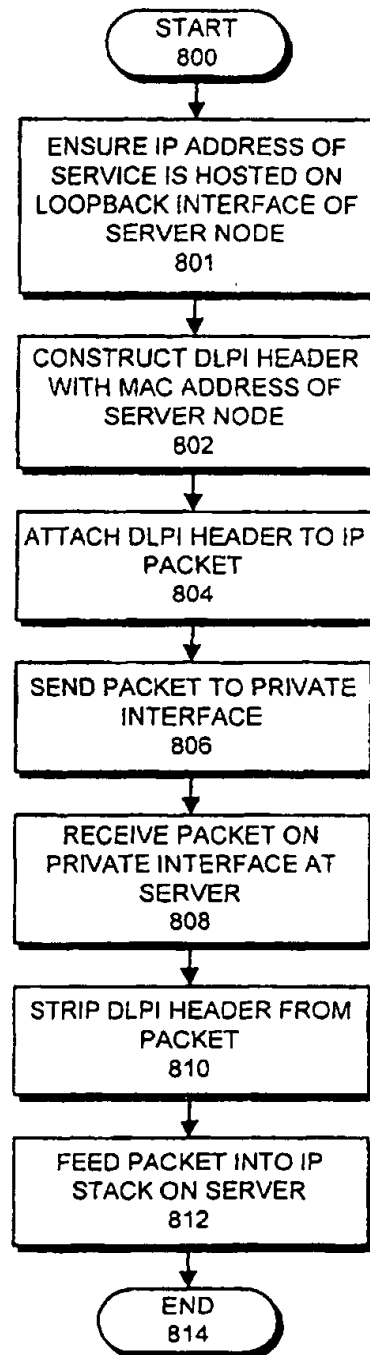 START
800
ENSURE IP ADDRESS OF
SERVICE IS HOSTED ON
LOOPBACK INTERFACE OF
SERVER NODE
801
CONSTRUCT DLPI HEADER
WITH MAC ADDRESS OF
SERVER NODE
802
ATTACH DLPI HEADER TO IP
PACKET
804
SEND PACKET TO PRIVATE
INTERFACE
806
RECEIVE PACKET ON
PRIVATE INTERFACE AT
SERVER
808
STRIP DLPI HEADER FROM
PACKET
810
FEED PACKET INTO IP
STACK ON SERVER
812
END
814